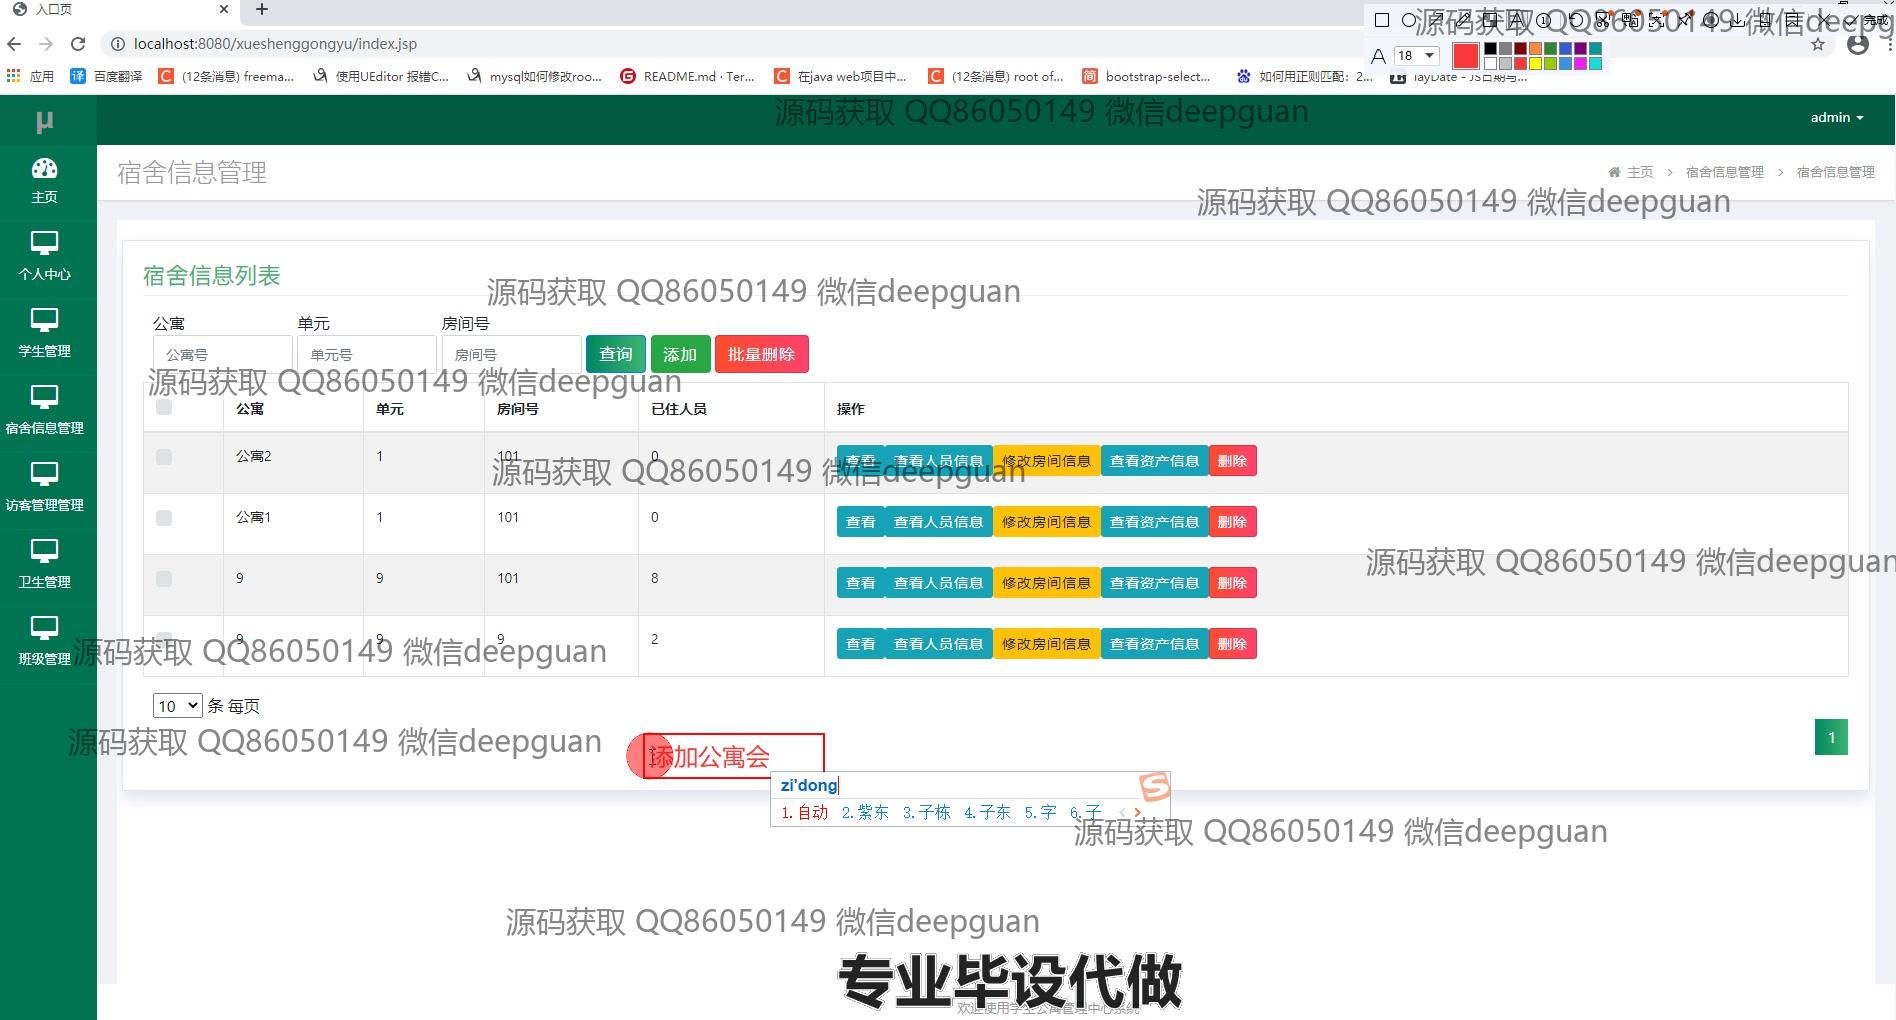 入口页
localhost:8080/xueshenggongyu/index.jsp
完成
18
应用 百度翻译 (12条消息) freema... 使用UEditor 报错C... mysql如何修改roo... README.md · Ter... 在java web项目中... (12条消息) root of... bootstrap-select... 如何用正则匹配：2... layDate - JS日期与...
源码获取 QQ86050149 微信deepguan
源码获取 QQ86050149 微信deepguan
μ
admin
宿舍信息管理
主页 > 宿舍信息管理 > 宿舍信息管理
源码获取 QQ86050149 微信deepguan
主页
个人中心
学生管理
宿舍信息管理
访客管理管理
卫生管理
班级管理
宿舍信息列表
源码获取 QQ86050149 微信deepguan
公寓 单元 房间号
公寓号 单元号 房间号 查询 添加 批量删除
源码获取 QQ86050149 微信deepguan
公寓 单元 房间号 已住人员 操作
公寓2 1 101 0 查看 查看人员信息 修改房间信息 查看资产信息 删除
源码获取 QQ86050149 微信deepguan
公寓1 1 101 0 查看 查看人员信息 修改房间信息 查看资产信息 删除
源码获取 QQ86050149 微信deepguan
9 9 101 8 查看 查看人员信息 修改房间信息 查看资产信息 删除
9 9 9 2 查看 查看人员信息 修改房间信息 查看资产信息 删除
源码获取 QQ86050149 微信deepguan
10 条 每页
1
源码获取 QQ86050149 微信deepguan
添加公寓会
zi'dong
1.自动 2.紫东 3.子栋 4.子东 5.字 6.子
源码获取 QQ86050149 微信deepguan
源码获取 QQ86050149 微信deepguan
专业毕设代做
欢迎使用学生公寓管理中心系统